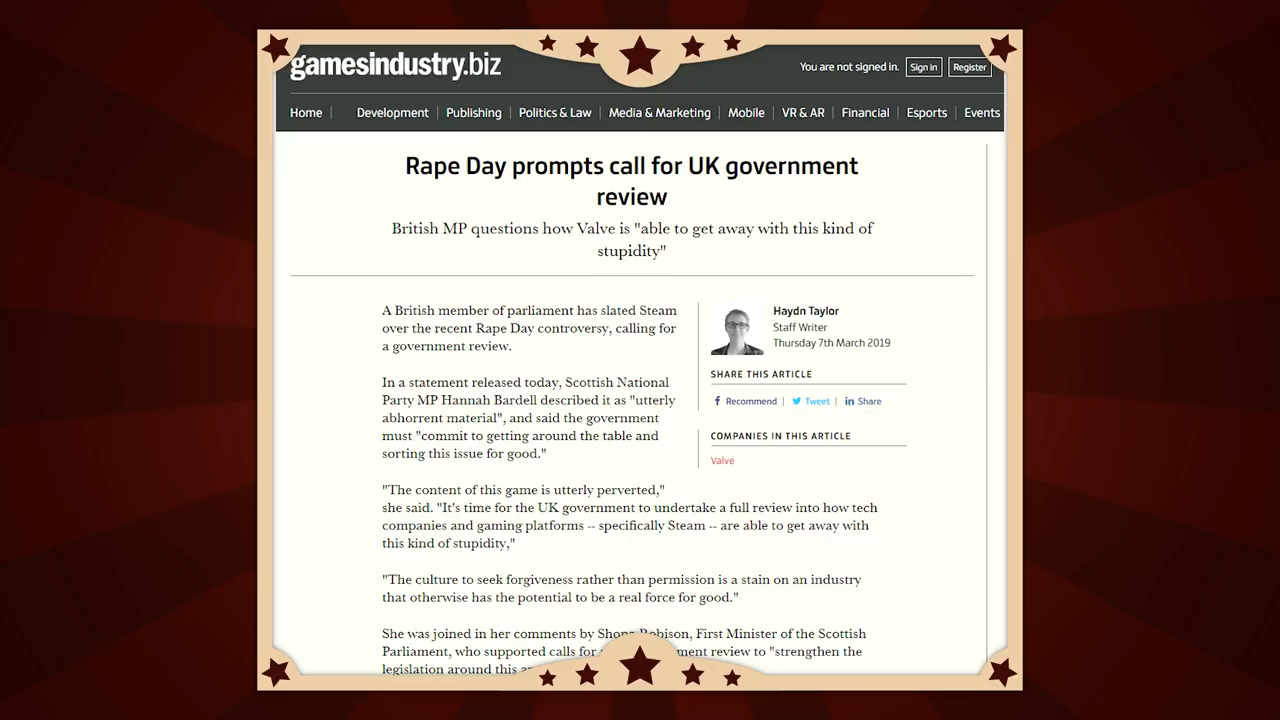 gamesindustry.biz
You are not signed in. Sign in Register
Home Development Publishing Politics & Law Media & Marketing Mobile VR & AR Financial Esports Events
Rape Day prompts call for UK government
review
British MP questions how Valve is "able to get away with this kind of
stupidity"
A British member of parliament has slated Steam
over the recent Rape Day controversy, calling for
a government review.
In a statement released today, Scottish National
Party MP Hannah Bardell described it as "utterly
abhorrent material", and said the government
must "commit to getting around the table and
sorting this issue for good."
Haydn Taylor
Staff Writer
Thursday 7th March 2019
SHARE THIS ARTICLE
Recommend Tweet Share
COMPANIES IN THIS ARTICLE
Valve
"The content of this game is utterly perverted,"
she said. "It's time for the UK government to undertake a full review into how tech
companies and gaming platforms -- specifically Steam -- are able to get away with
this kind of stupidity,"
"The culture to seek forgiveness rather than permission is a stain on an industry
that otherwise has the potential to be a real force for good."
She was joined in her comments by Shona Robison, First Minister of the Scottish
Parliament, who supported calls for review to "strengthen the
legislation around this